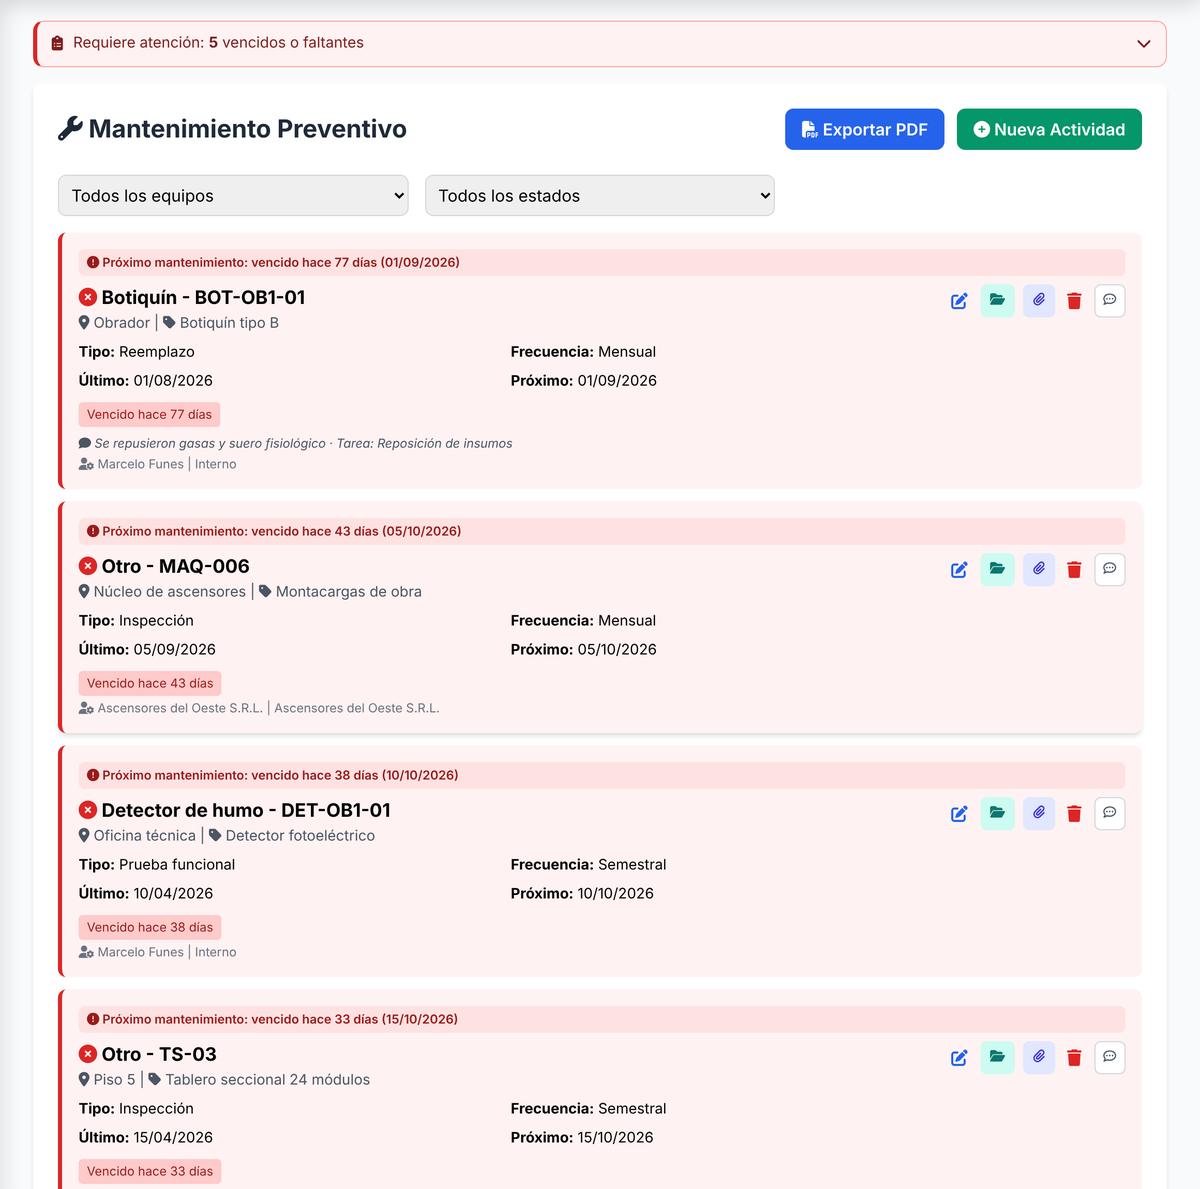 Requiere atención: 5 vencidos o faltantes
Mantenimiento Preventivo
Exportar PDF
Nueva Actividad
Todos los equipos
Todos los estados
Próximo mantenimiento: vencido hace 77 días (01/09/2026)
Botiquín - BOT-OB1-01
Obrador | Botiquín tipo B
Tipo: Reemplazo
Frecuencia: Mensual
Último: 01/08/2026
Próximo: 01/09/2026
Vencido hace 77 días
Se repusieron gasas y suero fisiológico · Tarea: Reposición de insumos
Marcelo Funes | Interno
Próximo mantenimiento: vencido hace 43 días (05/10/2026)
Otro - MAQ-006
Núcleo de ascensores | Montacargas de obra
Tipo: Inspección
Frecuencia: Mensual
Último: 05/09/2026
Próximo: 05/10/2026
Vencido hace 43 días
Ascensores del Oeste S.R.L. | Ascensores del Oeste S.R.L.
Próximo mantenimiento: vencido hace 38 días (10/10/2026)
Detector de humo - DET-OB1-01
Oficina técnica | Detector fotoeléctrico
Tipo: Prueba funcional
Frecuencia: Semestral
Último: 10/04/2026
Próximo: 10/10/2026
Vencido hace 38 días
Marcelo Funes | Interno
Próximo mantenimiento: vencido hace 33 días (15/10/2026)
Otro - TS-03
Piso 5 | Tablero seccional 24 módulos
Tipo: Inspección
Frecuencia: Semestral
Último: 15/04/2026
Próximo: 15/10/2026
Vencido hace 33 días